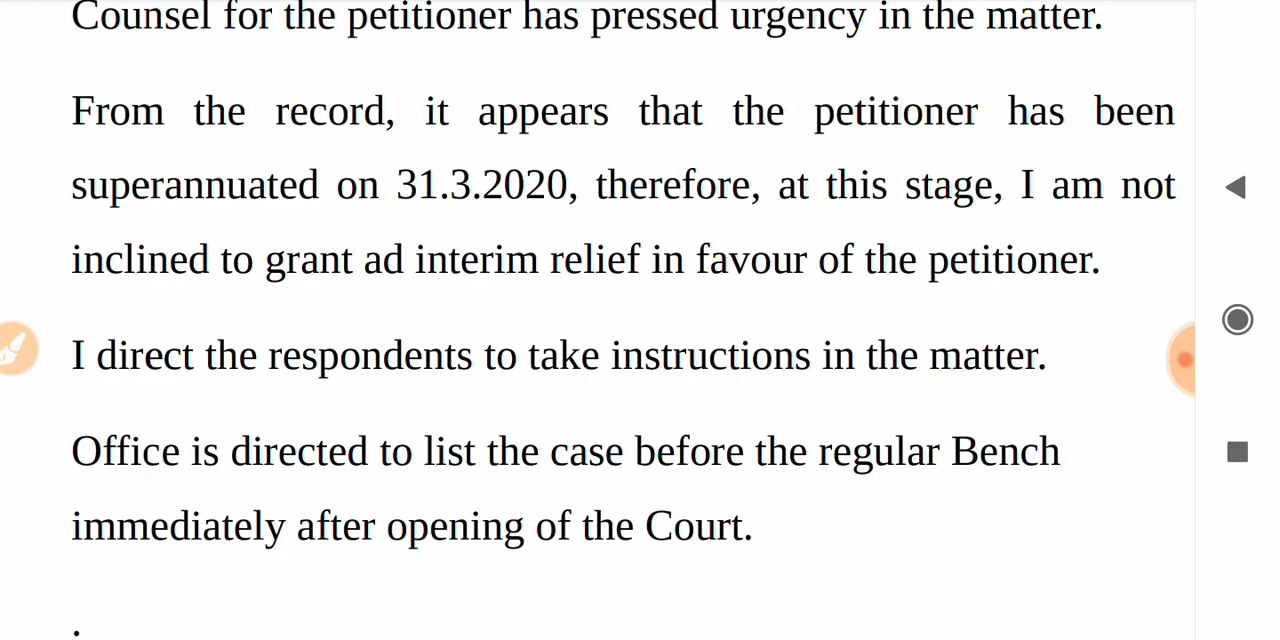 Counsel for the petitioner has pressed urgency in the matter.
From the record, it appears that the petitioner has been
superannuated on 31.3.2020, therefore, at this stage, I am not
inclined to grant ad interim relief in favour of the petitioner.
I direct the respondents to take instructions in the matter.
Office is directed to list the case before the regular Bench
immediately after opening of the Court.
.